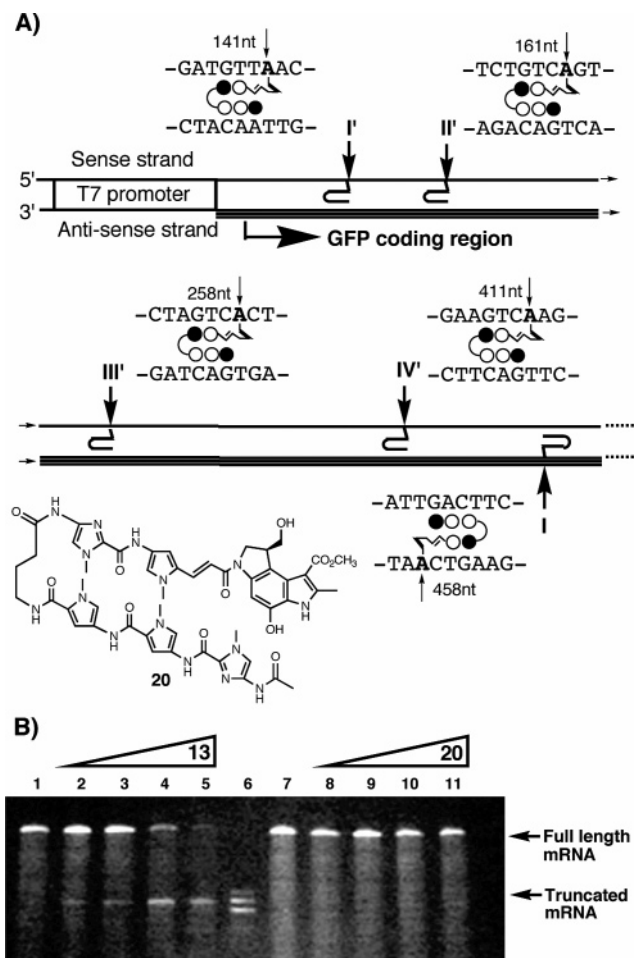 A)
141nt
161nt
–GATGTTAAC–
–TCTGTCAGT–
–CTACAATTG–
–AGACAGTCA–
I'
II'
Sense strand
5'
T7 promoter
3'
Anti-sense strand
GFP coding region
258nt
411nt
–CTAGTCACT–
–GAAGTCAAG–
–GATCAGTGA–
–CTTCAGTTC–
III'
IV'
I
–ATTGACTTC–
–TAACTGAAG–
458nt
O
NH
N
H
N
N
O
N
O
N
OH
CO₂CH₃
N
H
OH
HN
O
N
N
H
O
N
N
H
O
N
N
N
H
O
20
B)
13
20
1 2 3 4 5 6 7 8 9 10 11
Full length
mRNA
Truncated
mRNA